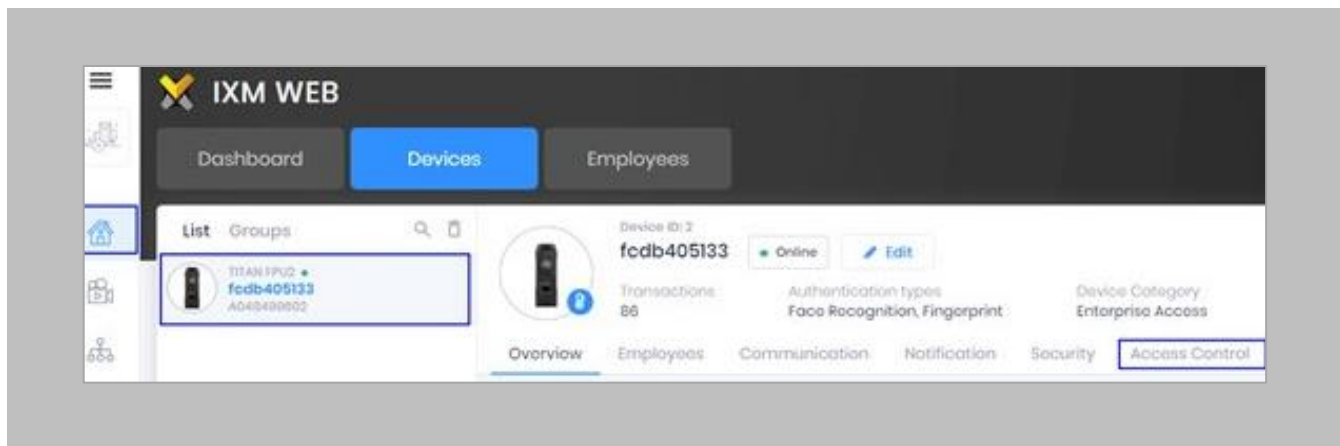 IXM WEB
Dashboard Devices Employees
List Groups
TITAN FPU2
fcdb405133
Device ID: 2
fcdb405133 Online Edit
Transactions Authentication types Device Category
86 Face Recognition, Fingerprint Enterprise Access
Overview Employees Communication Notification Security Access Control